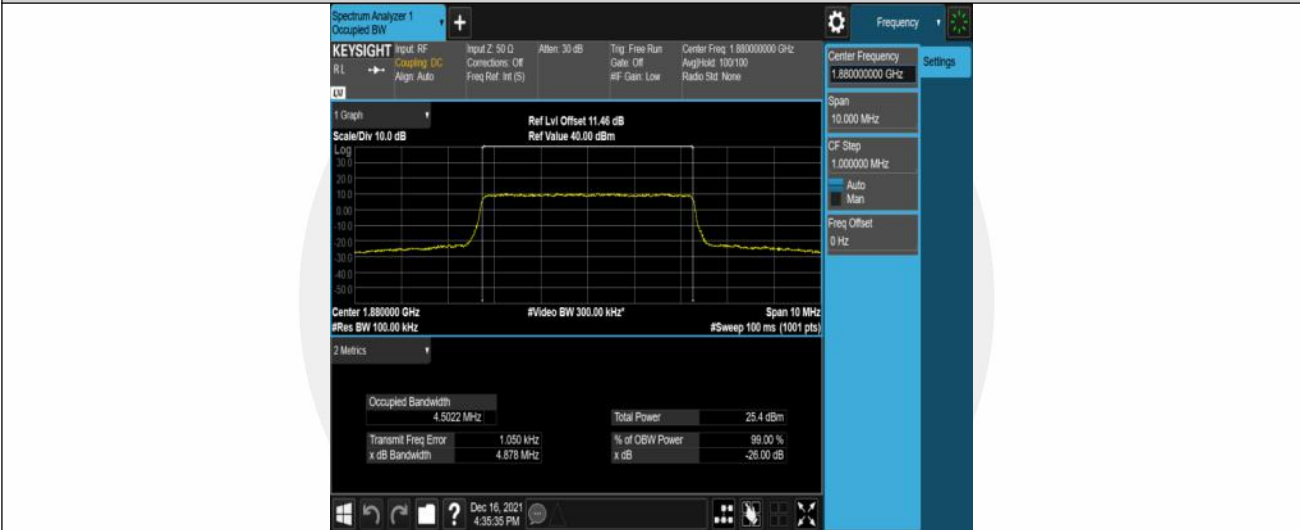 Spectrum Analyzer 1
Occupied BW
+
Frequency
KEYSIGHT
RL
Input: RF
Coupling: DC
Align: Auto
Input Z: 50 Ω
Corrections: Off
Freq Ref: Int (S)
Atten: 30 dB
Trig: Free Run
Gate: Off
#IF Gain: Low
Center Freq: 1.880000000 GHz
Avg|Hold: 100/100
Radio Std: None
Center Frequency
1.880000000 GHz
Settings
Span
10.000 MHz
CF Step
1.000000 MHz
Auto
Man
Freq Offset
0 Hz
1 Graph
Scale/Div 10.0 dB
Ref Lvl Offset 11.46 dB
Ref Value 40.00 dBm
Log
30.0
20.0
10.0
0.00
-10.0
-20.0
-30.0
-40.0
-50.0
Center 1.880000 GHz
#Res BW 100.00 kHz
#Video BW 300.00 kHz*
Span 10 MHz
#Sweep 100 ms (1001 pts)
2 Metrics
Occupied Bandwidth
4.5022 MHz
Total Power 25.4 dBm
Transmit Freq Error 1.050 kHz
% of OBW Power 99.00 %
x dB Bandwidth 4.878 MHz
x dB -26.00 dB
?
Dec 16, 2021
4:35:35 PM